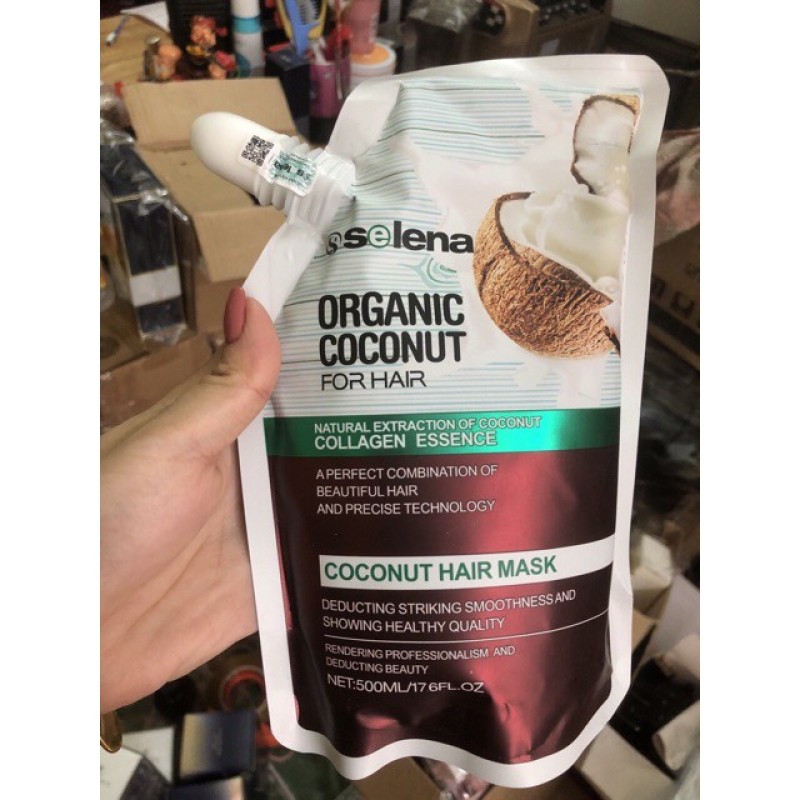 selena
ORGANIC
COCONUT
FOR HAIR
NATURAL EXTRACTION OF COCONUT
COLLAGEN ESSENCE
A PERFECT COMBINATION OF
BEAUTIFUL HAIR
AND PRECISE TECHNOLOGY
COCONUT HAIR MASK
DEDUCTING STRIKING SMOOTHNESS AND
SHOWING HEALTHY QUALITY
RENDERING PROFESSIONALISM AND
DEDUCTING BEAUTY
NET:500ML/17 6FL.OZ